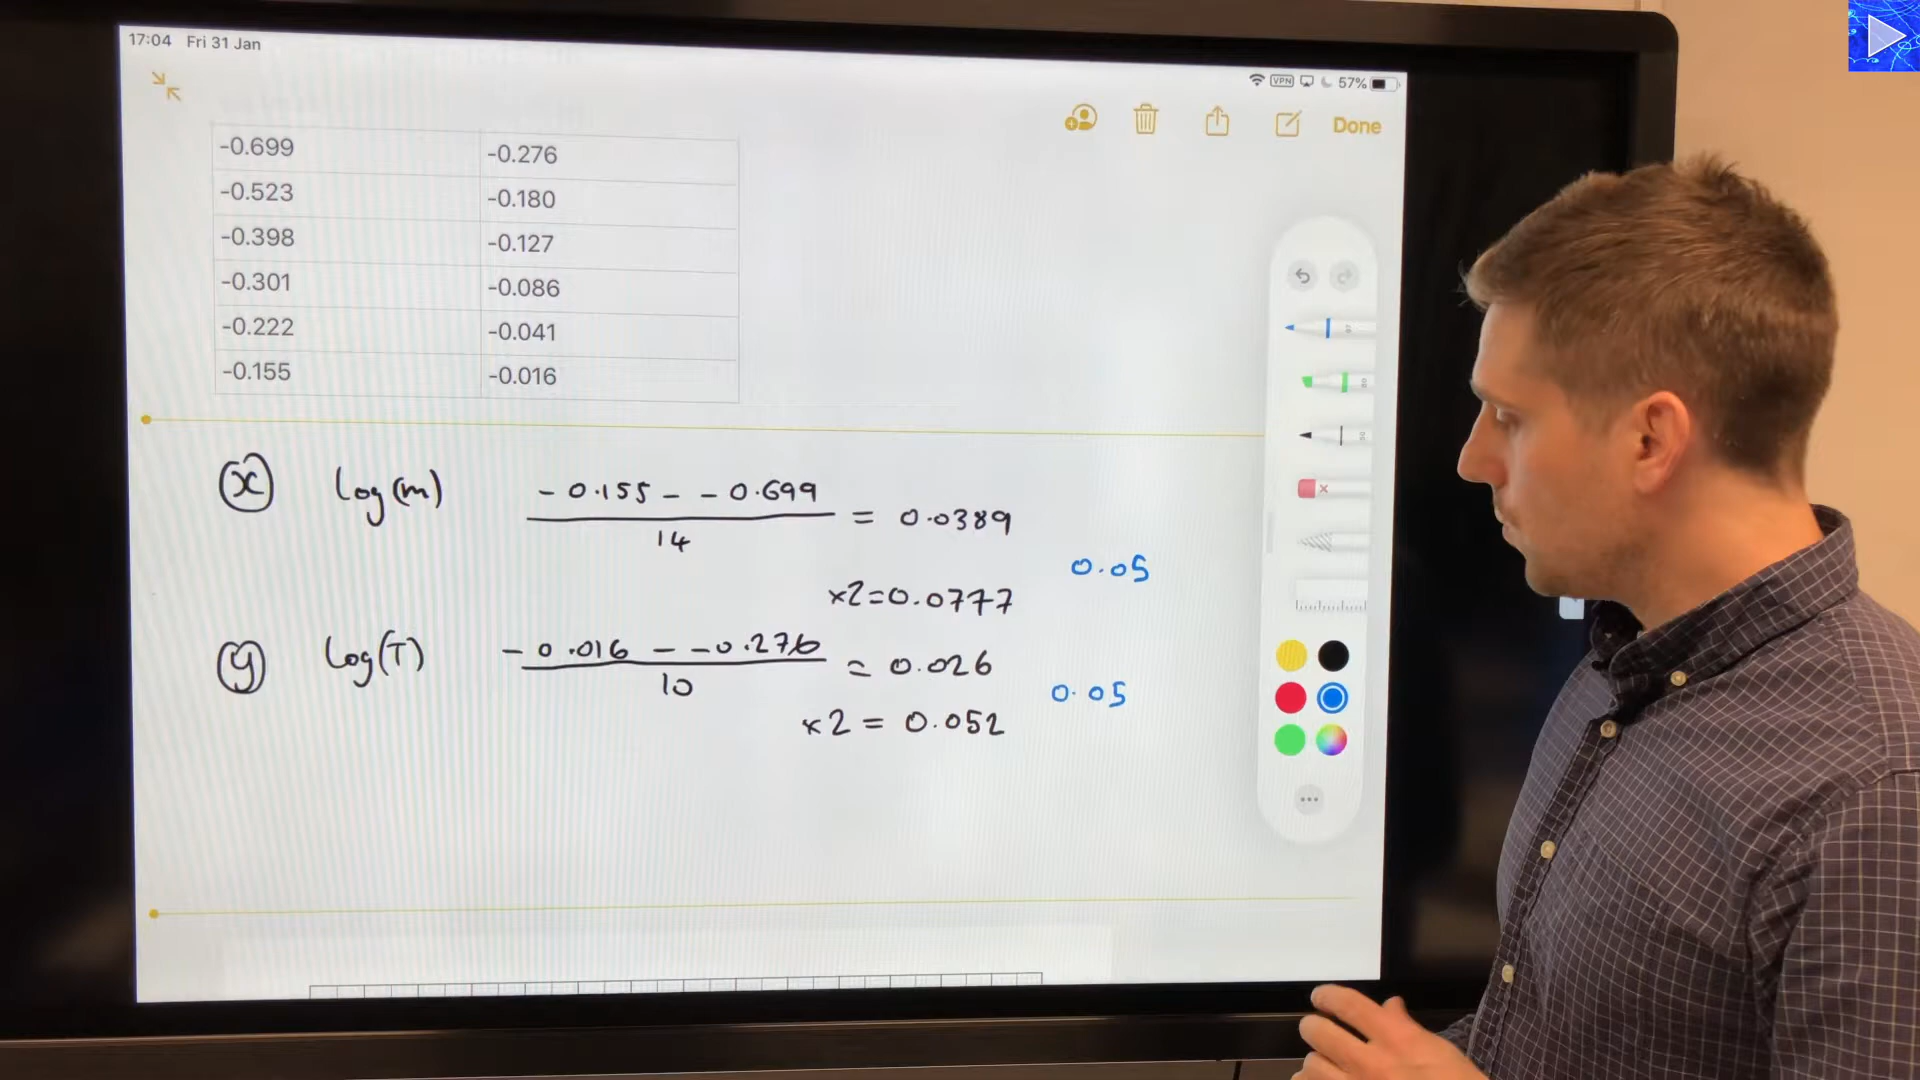 17:04 Fri 31 Jan
VPN 57%
Done
-0.699 -0.276
-0.523 -0.180
-0.398 -0.127
-0.301 -0.086
-0.222 -0.041
-0.155 -0.016
x log(m) - 0.155 - - 0.699 / 14 = 0.0389
0.05
x2=0.0777
y log(T) - 0.016 - -0.276 / 10 = 0.026
0.05
x2 = 0.052